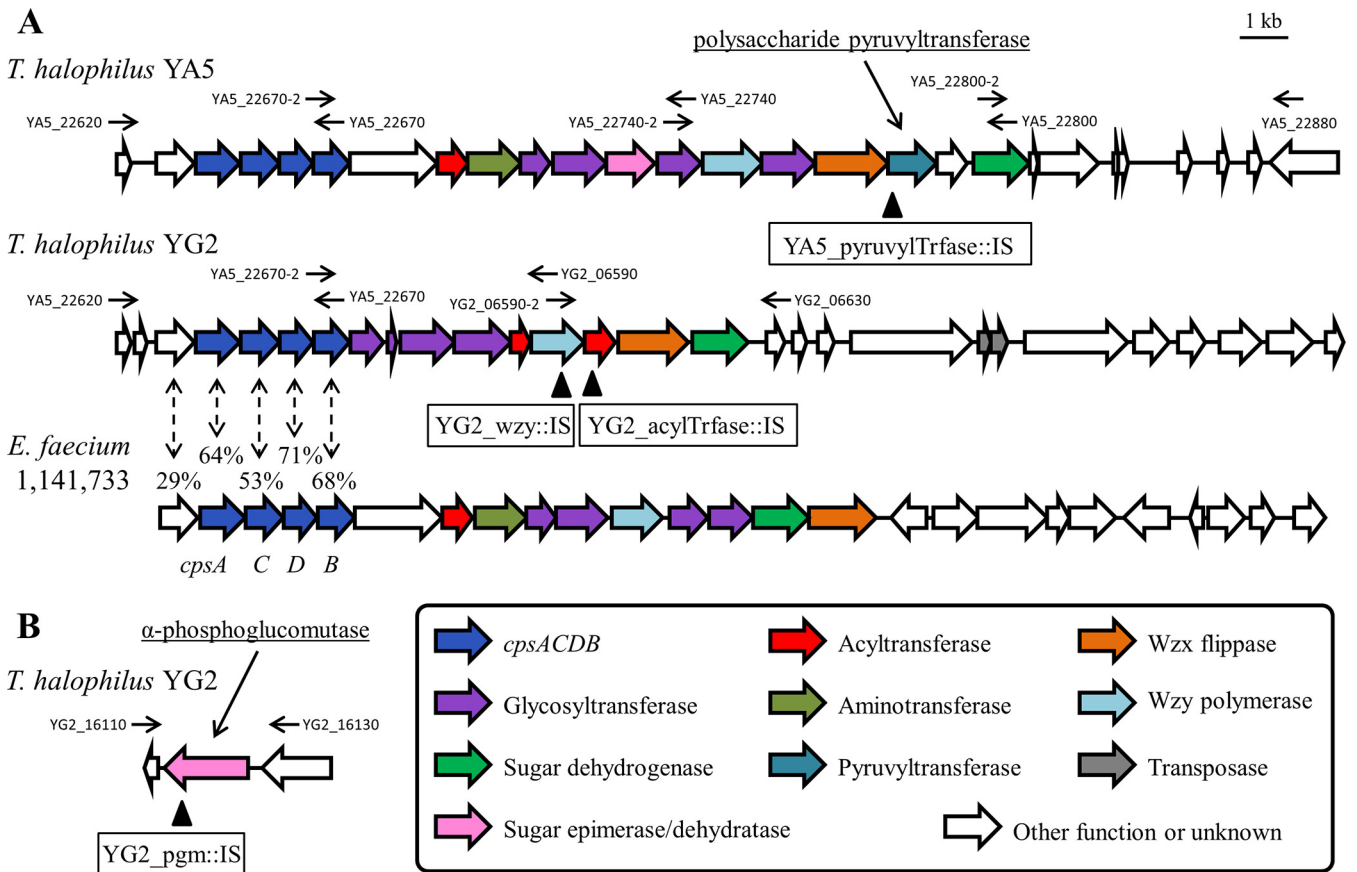 A
1 kb
polysaccharide pyruvyltransferase
T. halophilus YA5
YA5_22670-2
YA5_22740
YA5_22800-2
YA5_22620
YA5_22670
YA5_22740-2
YA5_22800
YA5_22880
YA5_pyruvylTrfase::IS
T. halophilus YG2
YA5_22670-2
YG2_06590
YA5_22620
YA5_22670
YG2_06590-2
YG2_06630
YG2_wzy::IS
YG2_acylTrfase::IS
E. faecium
1,141,733
64%
71%
29%
53%
68%
cpsA
C
D
B
B
α-phosphoglucomutase
T. halophilus YG2
YG2_16110
YG2_16130
YG2_pgm::IS
cpsACDB
Acyltransferase
Wzx flippase
Glycosyltransferase
Aminotransferase
Wzy polymerase
Sugar dehydrogenase
Pyruvyltransferase
Transposase
Sugar epimerase/dehydratase
Other function or unknown